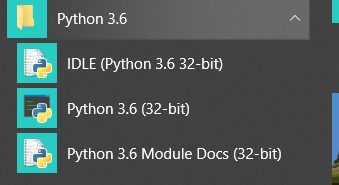 Python 3.6
IDLE (Python 3.6 32-bit)
Python 3.6 (32-bit)
Python 3.6 Module Docs (32-bit)